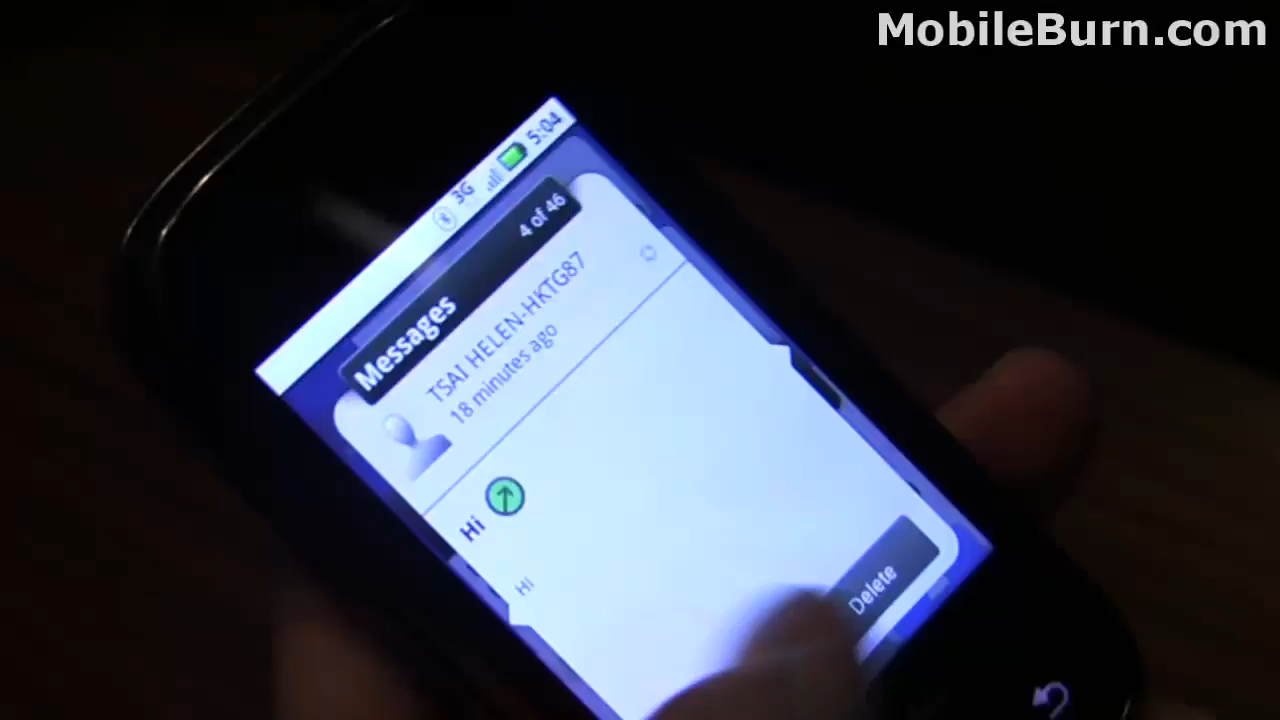 MobileBurn.com
3G 5:04
Messages 4 of 46
TSAI HELEN-HKTG87
18 minutes ago
Hi
HI
Delete